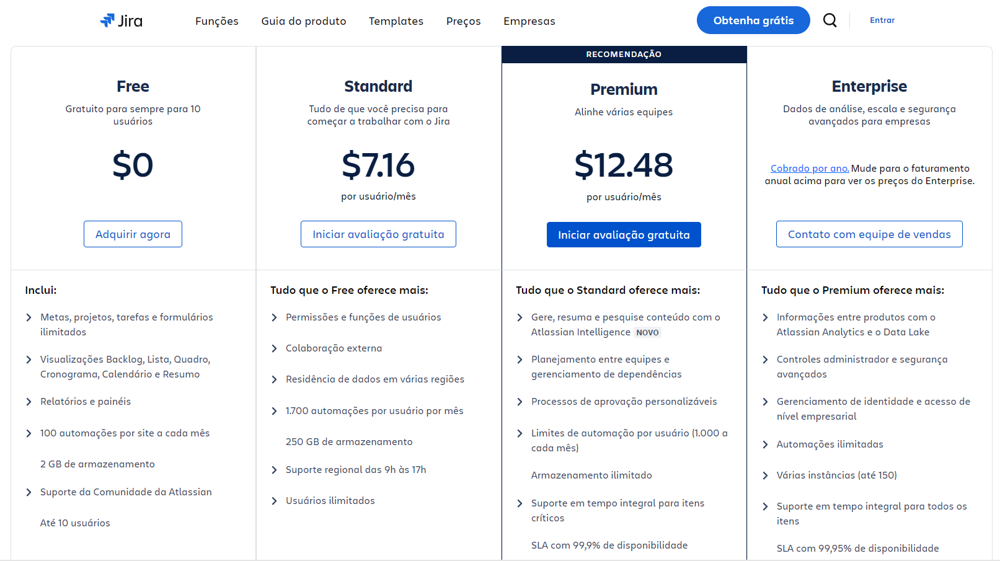 Jira
Funções
Guia do produto
Templates
Preços
Empresas
Obtenha grátis
Entrar
Free
Gratuito para sempre para 10
usuários
$0
Adquirir agora
Inclui:
Metas, projetos, tarefas e formulários
ilimitados
Visualizações Backlog, Lista, Quadro,
Cronograma, Calendário e Resumo
Relatórios e painéis
100 automações por site a cada mês
2 GB de armazenamento
Suporte da Comunidade da Atlassian
Até 10 usuários
Standard
Tudo de que você precisa para
começar a trabalhar com o Jira
$7.16
por usuário/mês
Iniciar avaliação gratuita
Tudo que o Free oferece mais:
Permissões e funções de usuários
Colaboração externa
Residência de dados em várias regiões
1.700 automações por usuário por mês
250 GB de armazenamento
Suporte regional das 9h às 17h
Usuários ilimitados
RECOMENDAÇÃO
Premium
Alinhe várias equipes
$12.48
por usuário/mês
Iniciar avaliação gratuita
Tudo que o Standard oferece mais:
Gere, resuma e pesquise conteúdo com o
Atlassian Intelligence NOVO
Planejamento entre equipes e
gerenciamento de dependências
Processos de aprovação personalizáveis
Limites de automação por usuário (1.000 a
cada mês)
Armazenamento ilimitado
Suporte em tempo integral para itens
críticos
SLA com 99,9% de disponibilidade
Enterprise
Dados de análise, escala e segurança
avançados para empresas
Cobrado por ano. Mude para o faturamento
anual acima para ver os preços do Enterprise.
Contato com equipe de vendas
Tudo que o Premium oferece mais:
Informações entre produtos com o
Atlassian Analytics e o Data Lake
Controles administrador e segurança
avançados
Gerenciamento de identidade e acesso de
nível empresarial
Automações ilimitadas
Várias instâncias (até 150)
Suporte em tempo integral para todos os
itens
SLA com 99,95% de disponibilidade